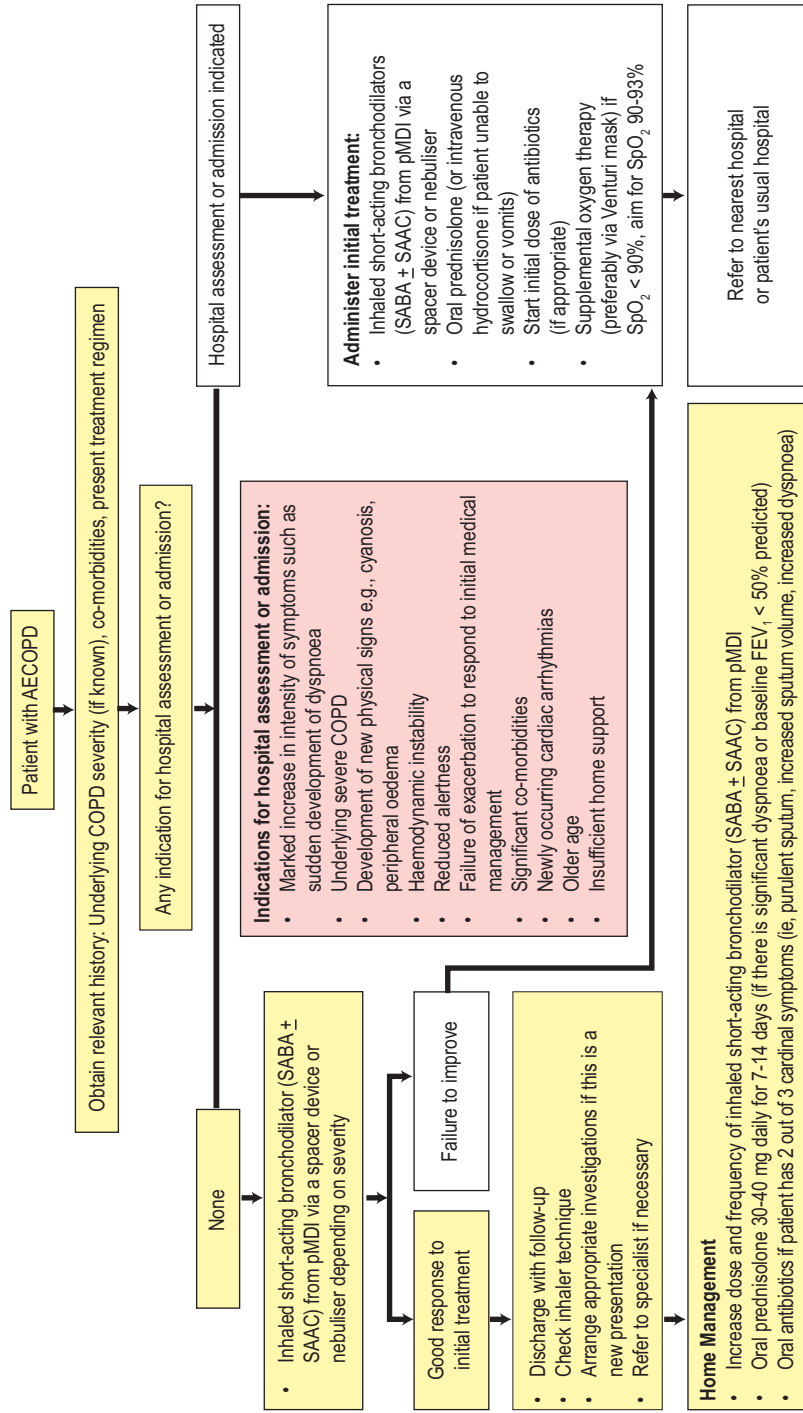 Patient with AECOPD
Obtain relevant history: Underlying COPD severity (if known), co-morbidities, present treatment regimen
Any indication for hospital assessment or admission?
None
Hospital assessment or admission indicated
• Inhaled short-acting bronchodilator (SABA ±
SAAC) from pMDI via a spacer device or
nebuliser depending on severity
Good response to
initial treatment
Failure to improve
• Discharge with follow-up
• Check inhaler technique
• Arrange appropriate investigations if this is a
new presentation
• Refer to specialist if necessary
Indications for hospital assessment or admission:
• Marked increase in intensity of symptoms such as
sudden development of dyspnoea
• Underlying severe COPD
• Development of new physical signs e.g., cyanosis,
peripheral oedema
• Haemodynamic instability
• Reduced alertness
• Failure of exacerbation to respond to initial medical
management
• Significant co-morbidities
• Newly occurring cardiac arrhythmias
• Older age
• Insufficient home support
Administer initial treatment:
• Inhaled short-acting bronchodilators
(SABA ± SAAC) from pMDI via a
spacer device or nebuliser
• Oral prednisolone (or intravenous
hydrocortisone if patient unable to
swallow or vomits)
• Start initial dose of antibiotics
(if appropriate)
• Supplemental oxygen therapy
(preferably via Venturi mask) if
SpO₂ < 90%, aim for SpO₂ 90-93%
Home Management
• Increase dose and frequency of inhaled short-acting bronchodilator (SABA ± SAAC) from pMDI
• Oral prednisolone 30-40 mg daily for 7-14 days (if there is significant dyspnoea or baseline FEV₁ < 50% predicted)
• Oral antibiotics if patient has 2 out of 3 cardinal symptoms (ie, purulent sputum, increased sputum volume, increased dyspnoea)
Refer to nearest hospital
or patient's usual hospital